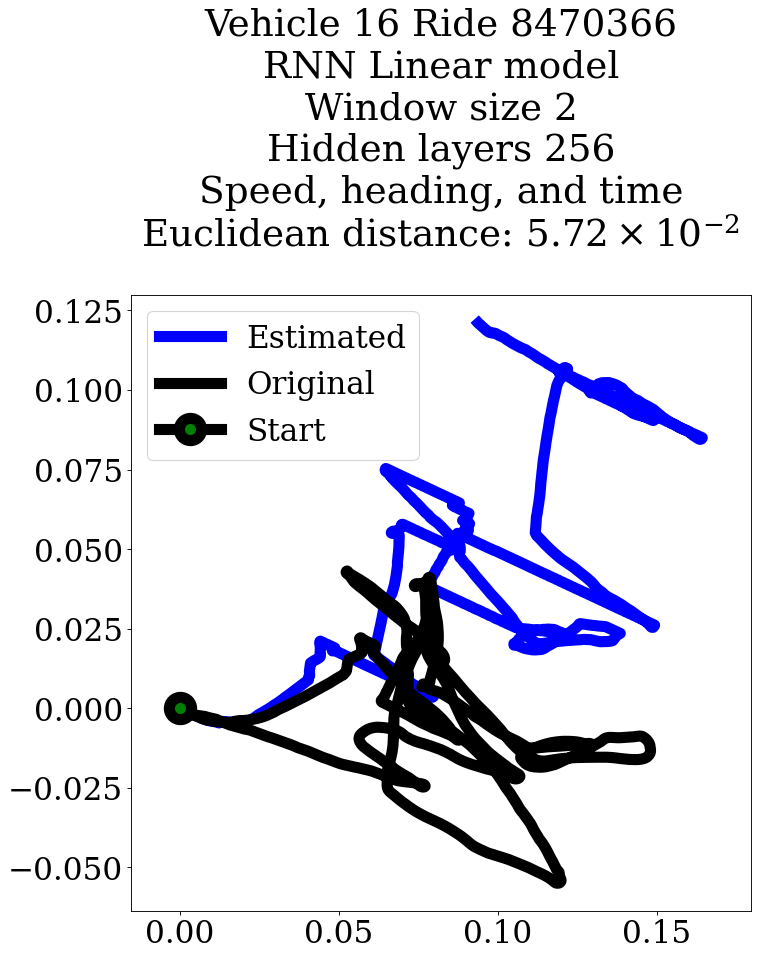 Vehicle 16 Ride 8470366
RNN Linear model
Window size 2
Hidden layers 256
Speed, heading, and time
Euclidean distance: 5.72 × 10⁻²
Estimated
Original
Start
0.125
0.100
0.075
0.050
0.025
0.000
−0.025
−0.050
0.00 0.05 0.10 0.15